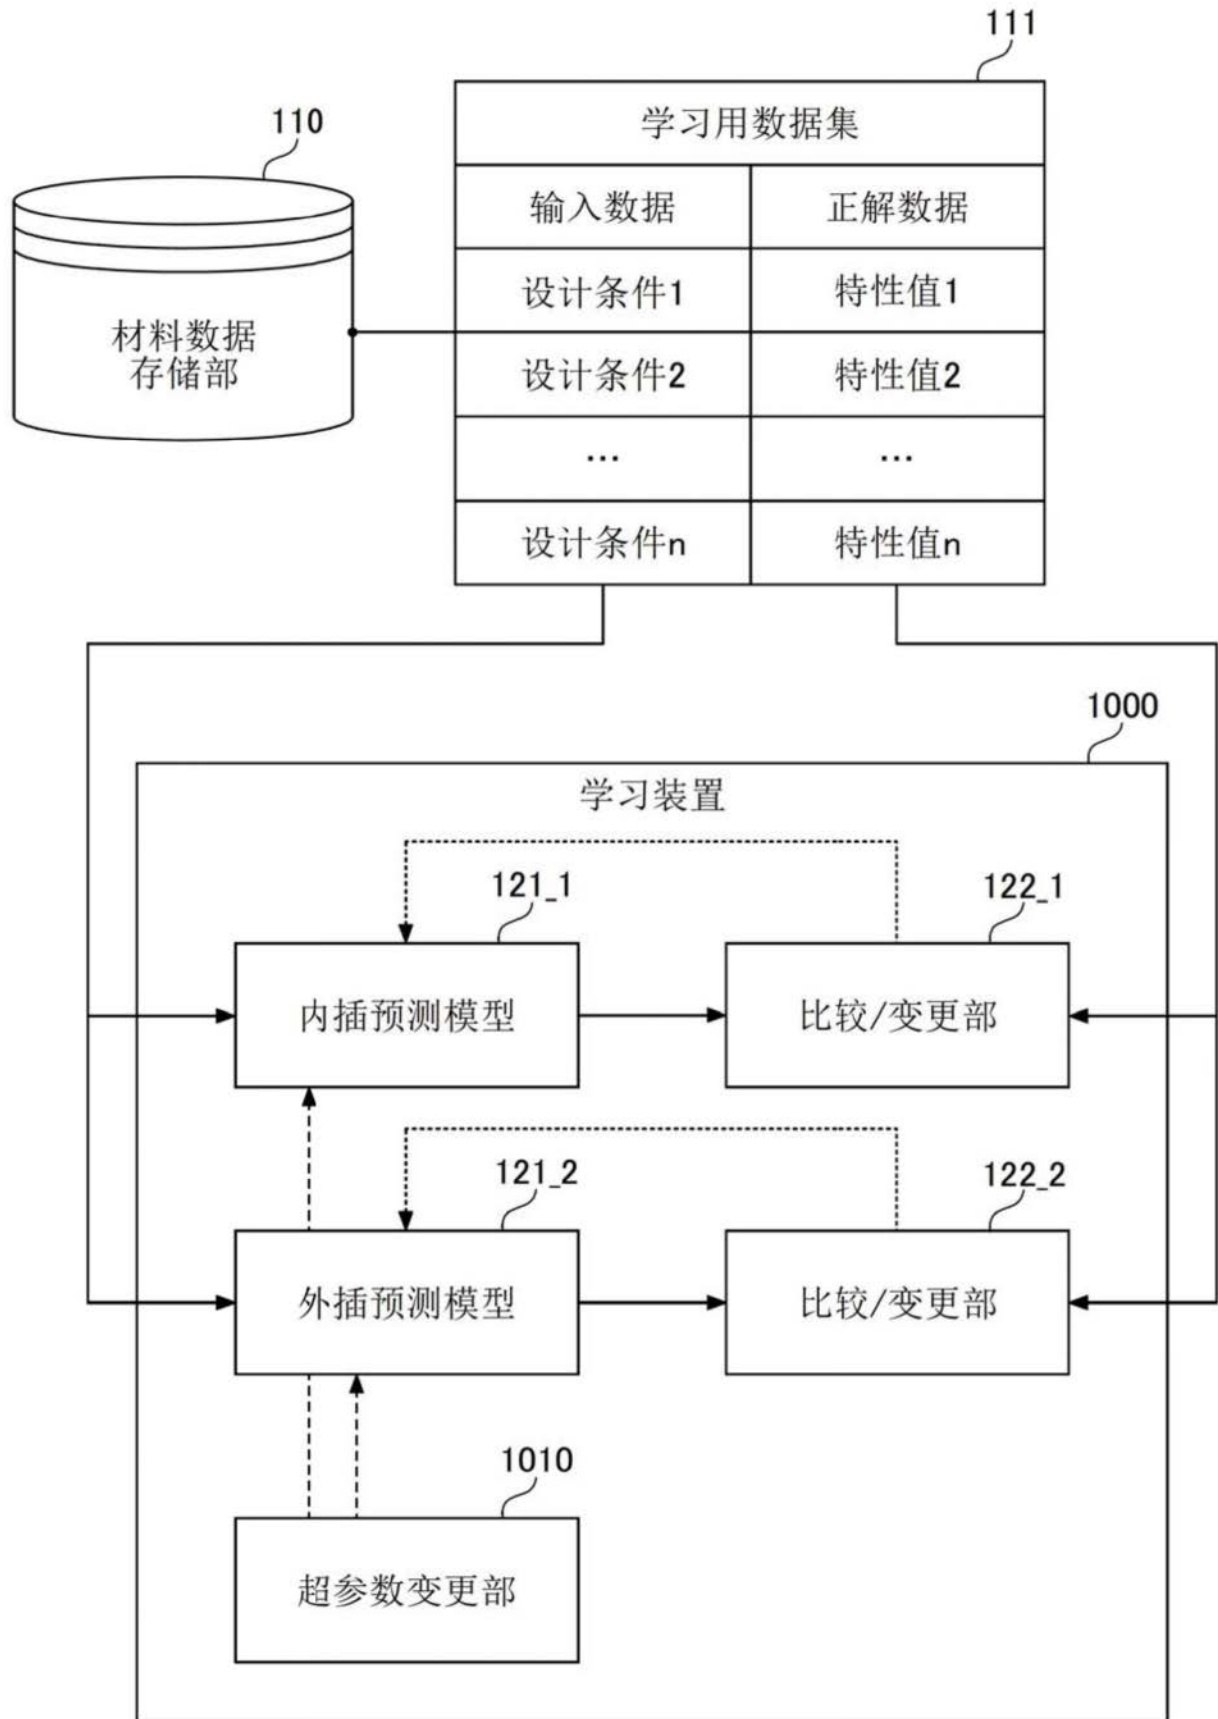 111
学习用数据集
110
输入数据 正解数据
设计条件1 特性值1
材料数据
存储部
设计条件2 特性值2
... ...
设计条件n 特性值n
1000
学习装置
121_1 122_1
内插预测模型 比较/变更部
121_2 122_2
外插预测模型 比较/变更部
1010
超参数变更部